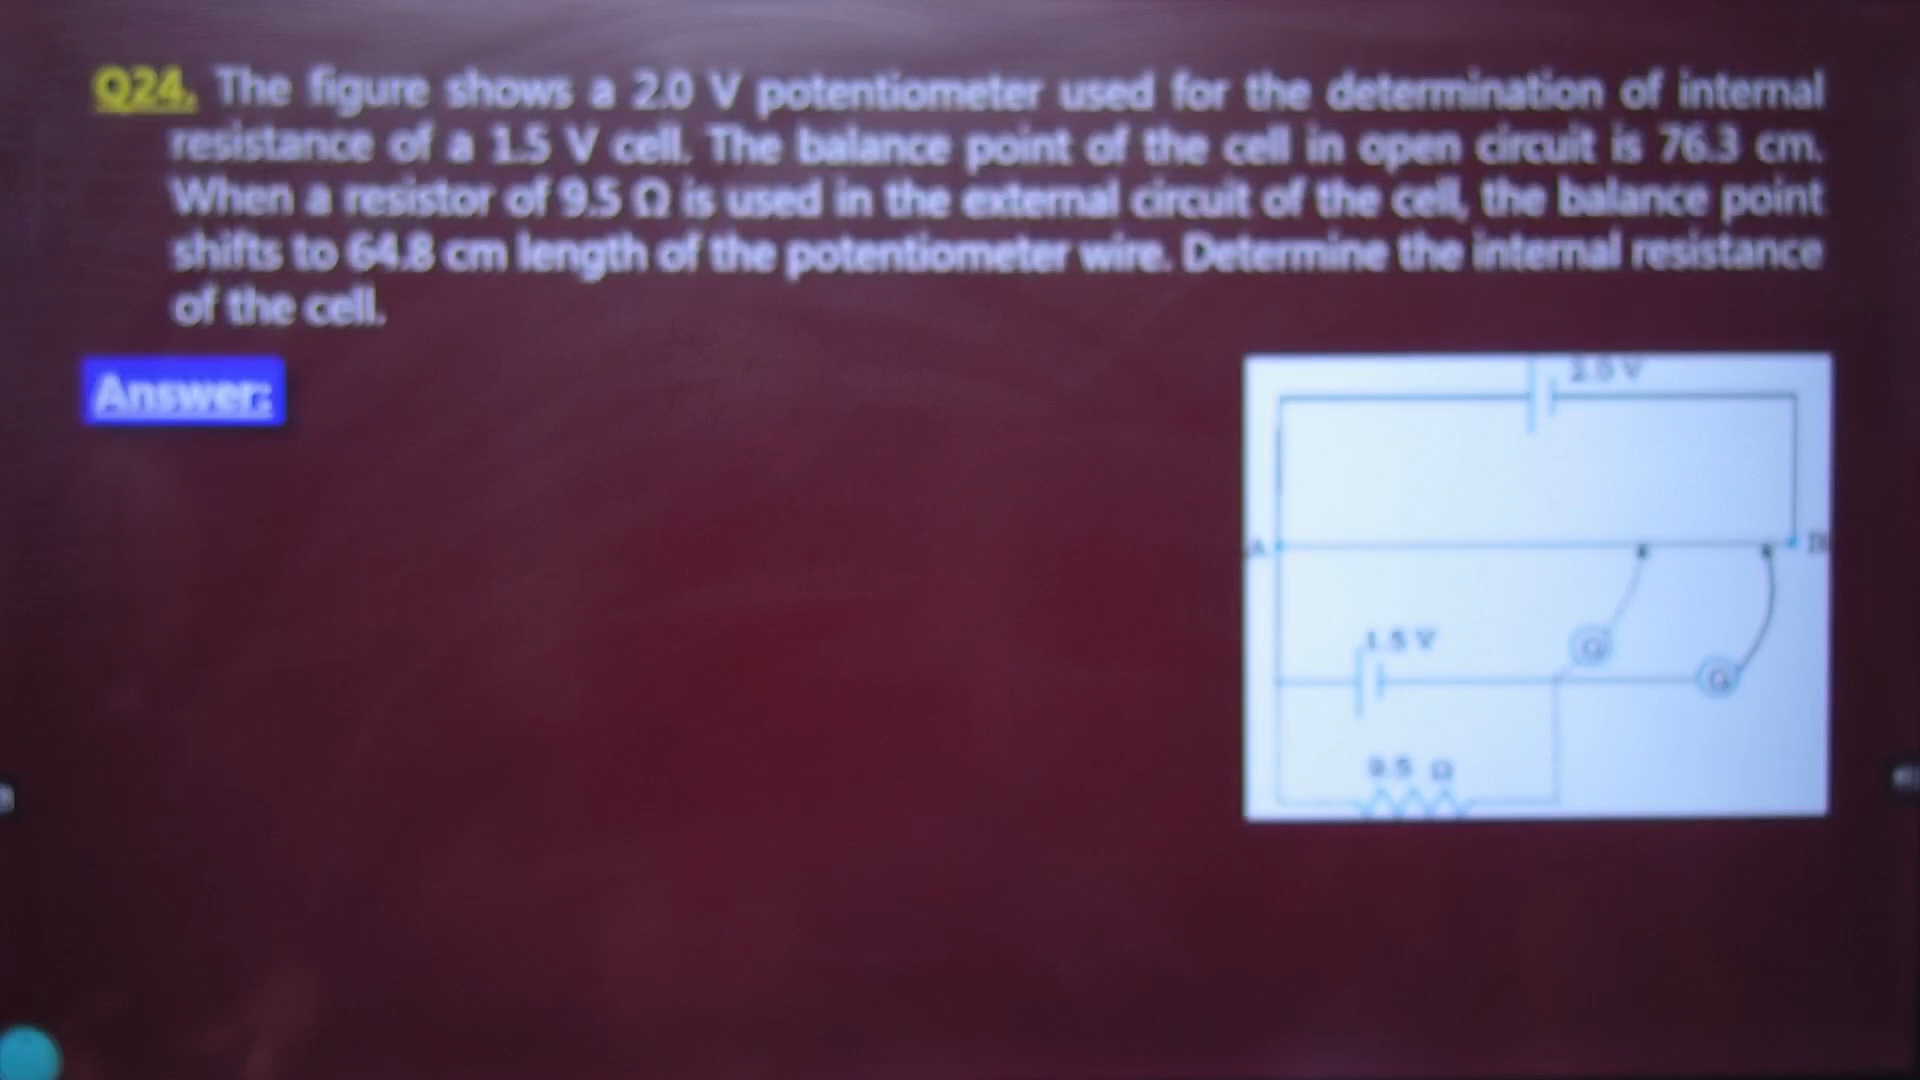 Q24. The figure shows a 2.0 V potentiometer used for the determination of internal
resistance of a 1.5 V cell. The balance point of the cell in open circuit is 76.3 cm.
When a resistor of 9.5 Ω is used in the external circuit of the cell, the balance point
shifts to 64.8 cm length of the potentiometer wire. Determine the internal resistance
of the cell.
Answer:
2.0 V
A
B
1.5 V
G
G
9.5 Ω